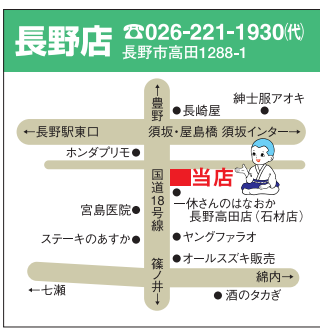 長野店
☎026-221-1930㈹
長野市高田1288-1
↑豊野
長崎屋
紳士服アオキ
←長野駅東口
須坂・屋島橋 須坂インター→
ホンダプリモ
国道18号線
当店
一休さんのはなおか
長野高田店(石材店)
宮島医院
ステーキのあすか
ヤングファラオ
オールスズキ販売
篠ノ井↓
綿内→
←七瀬
酒のタカぎ